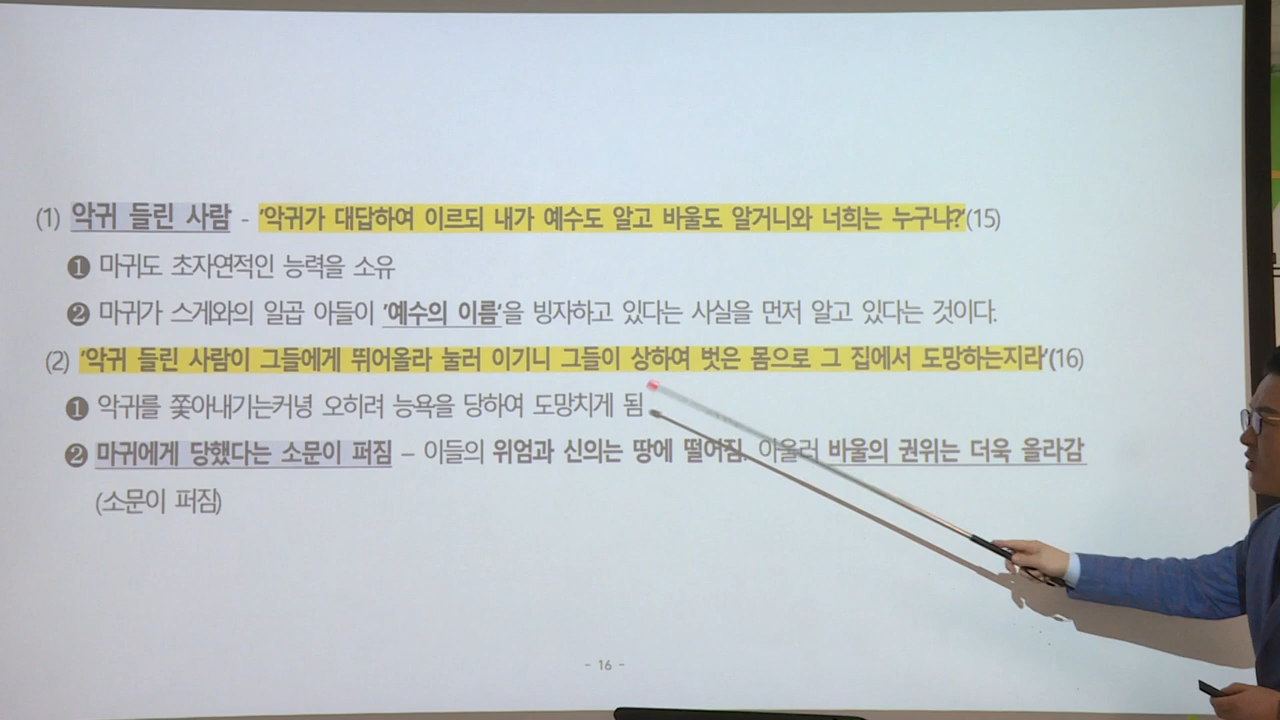 (1) 악귀 들린 사람 - '악귀가 대답하여 이르되 내가 예수도 알고 바울도 알거니와 너희는 누구냐?'(15)
❶ 마귀도 초자연적인 능력을 소유
❷ 마귀가 스게와의 일곱 아들이 '예수의 이름'을 빙자하고 있다는 사실을 먼저 알고 있다는 것이다.
(2) '악귀 들린 사람이 그들에게 뛰어올라 눌러 이기니 그들이 상하여 벗은 몸으로 그 집에서 도망하는지라'(16)
❶ 악귀를 쫓아내기는커녕 오히려 능욕을 당하여 도망치게 됨
❷ 마귀에게 당했다는 소문이 퍼짐 – 이들의 위엄과 신의는 땅에 떨어짐. 아울러 바울의 권위는 더욱 올라감
(소문이 퍼짐)
- 16 -